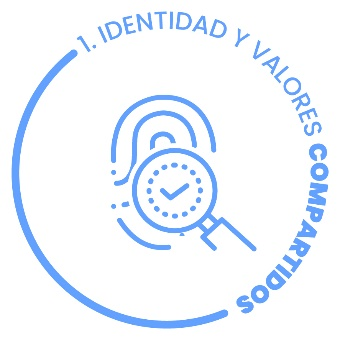 1. IDENTIDAD Y VALORES COMPARTIDOS